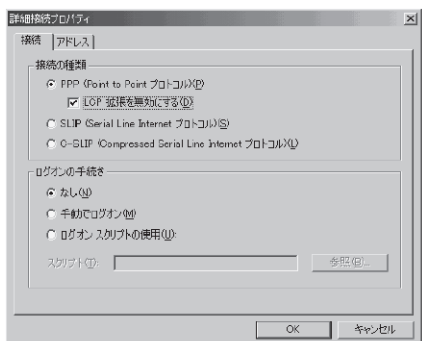 詳細接続プロパティ
接続
アドレス
接続の種類
PPP (Point to Point プロトコル)(P)
LCP 拡張を無効にする(D)
SLIP (Serial Line Internet プロトコル)(S)
C-SLIP (Compressed Serial Line Internet プロトコル)(L)
ログオンの手続き
なし(N)
手動でログオン(M)
ログオン スクリプトの使用(U):
スクリプト(T):
参照(B)...
OK
キャンセル